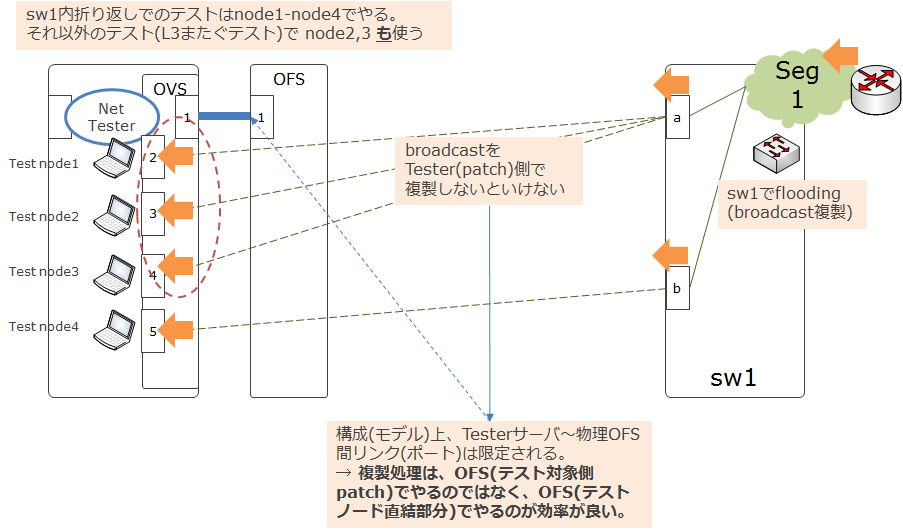 sw1内折り返しでのテストはnode1-node4でやる。
それ以外のテスト(L3またぐテスト)で node2,3 も使う
OVS
OFS
Seg
1
Net
Tester
1
1
a
Test node1
2
broadcastを
Tester(patch)側で
複製しないといけない
sw1でflooding
(broadcast複製)
Test node2
3
Test node3
4
b
Test node4
5
sw1
構成(モデル)上、Testerサーバ～物理OFS
間リンク(ポート)は限定される。
→ 複製処理は、OFS(テスト対象側
patch)でやるのではなく、OFS(テスト
ノード直結部分)でやるのが効率が良い。